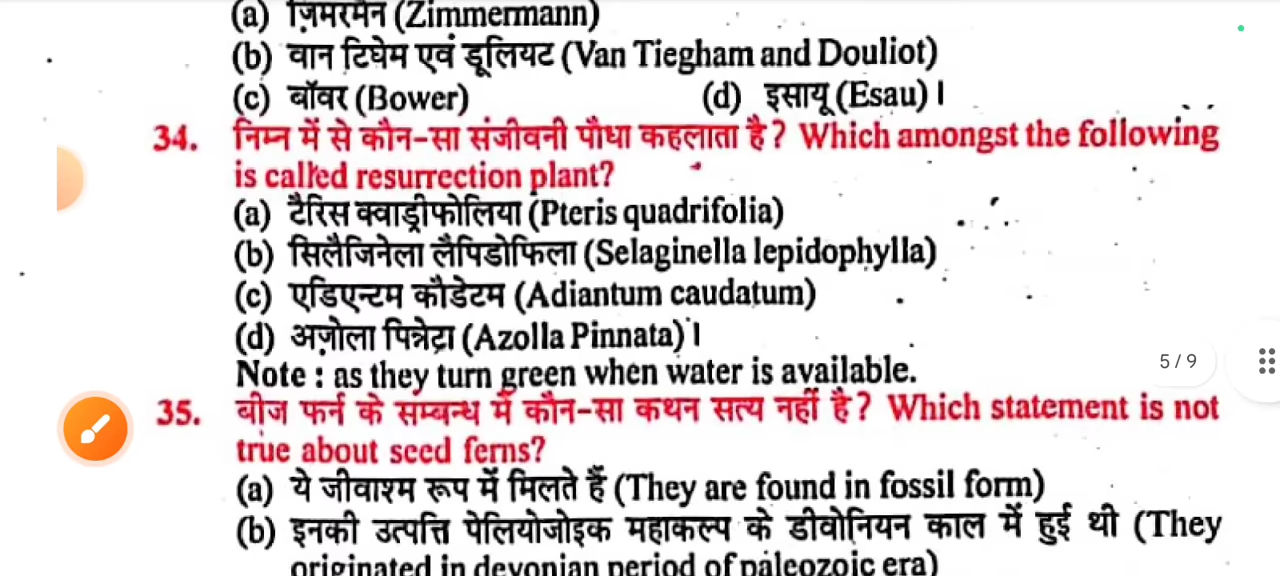 (a) ज़िमरमैन (Zimmermann)
(b) वान टिघेम एवं डूलियट (Van Tiegham and Douliot)
(c) बॉवर (Bower) (d) इसायू (Esau) ।
34. निम्न में से कौन-सा संजीवनी पौधा कहलाता है ? Which amongst the following
is called resurrection plant?
(a) टैरिस क्वाड्रीफोलिया (Pteris quadrifolia)
(b) सिलैजिनेला लैपिडोफिला (Selaginella lepidophylla)
(c) एडिएन्टम कौडेटम (Adiantum caudatum)
(d) अज़ोला पिन्नेट्रा (Azolla Pinnata) ।
Note : as they turn green when water is available.
5 / 9
35. बीज फर्न के सम्बन्ध में कौन-सा कथन सत्य नहीं है ? Which statement is not
true about seed ferns?
(a) ये जीवाश्म रूप में मिलते हैं (They are found in fossil form)
(b) इनकी उत्पत्ति पेलियोजोइक महाकल्प के डीवोनियन काल में हुई थी (They
originated in devonian period of paleozoic era)